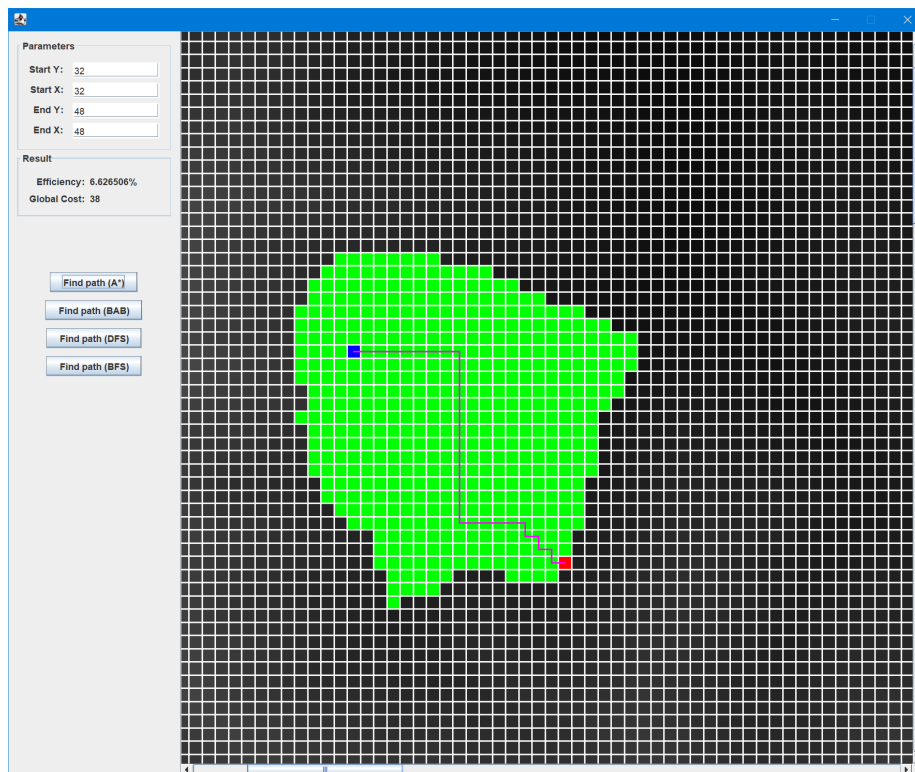 Parameters
Start Y: 32
Start X: 32
End Y: 48
End X: 48
Result
Efficiency: 6.626506%
Global Cost: 38
Find path (A*)
Find path (BAB)
Find path (DFS)
Find path (BFS)